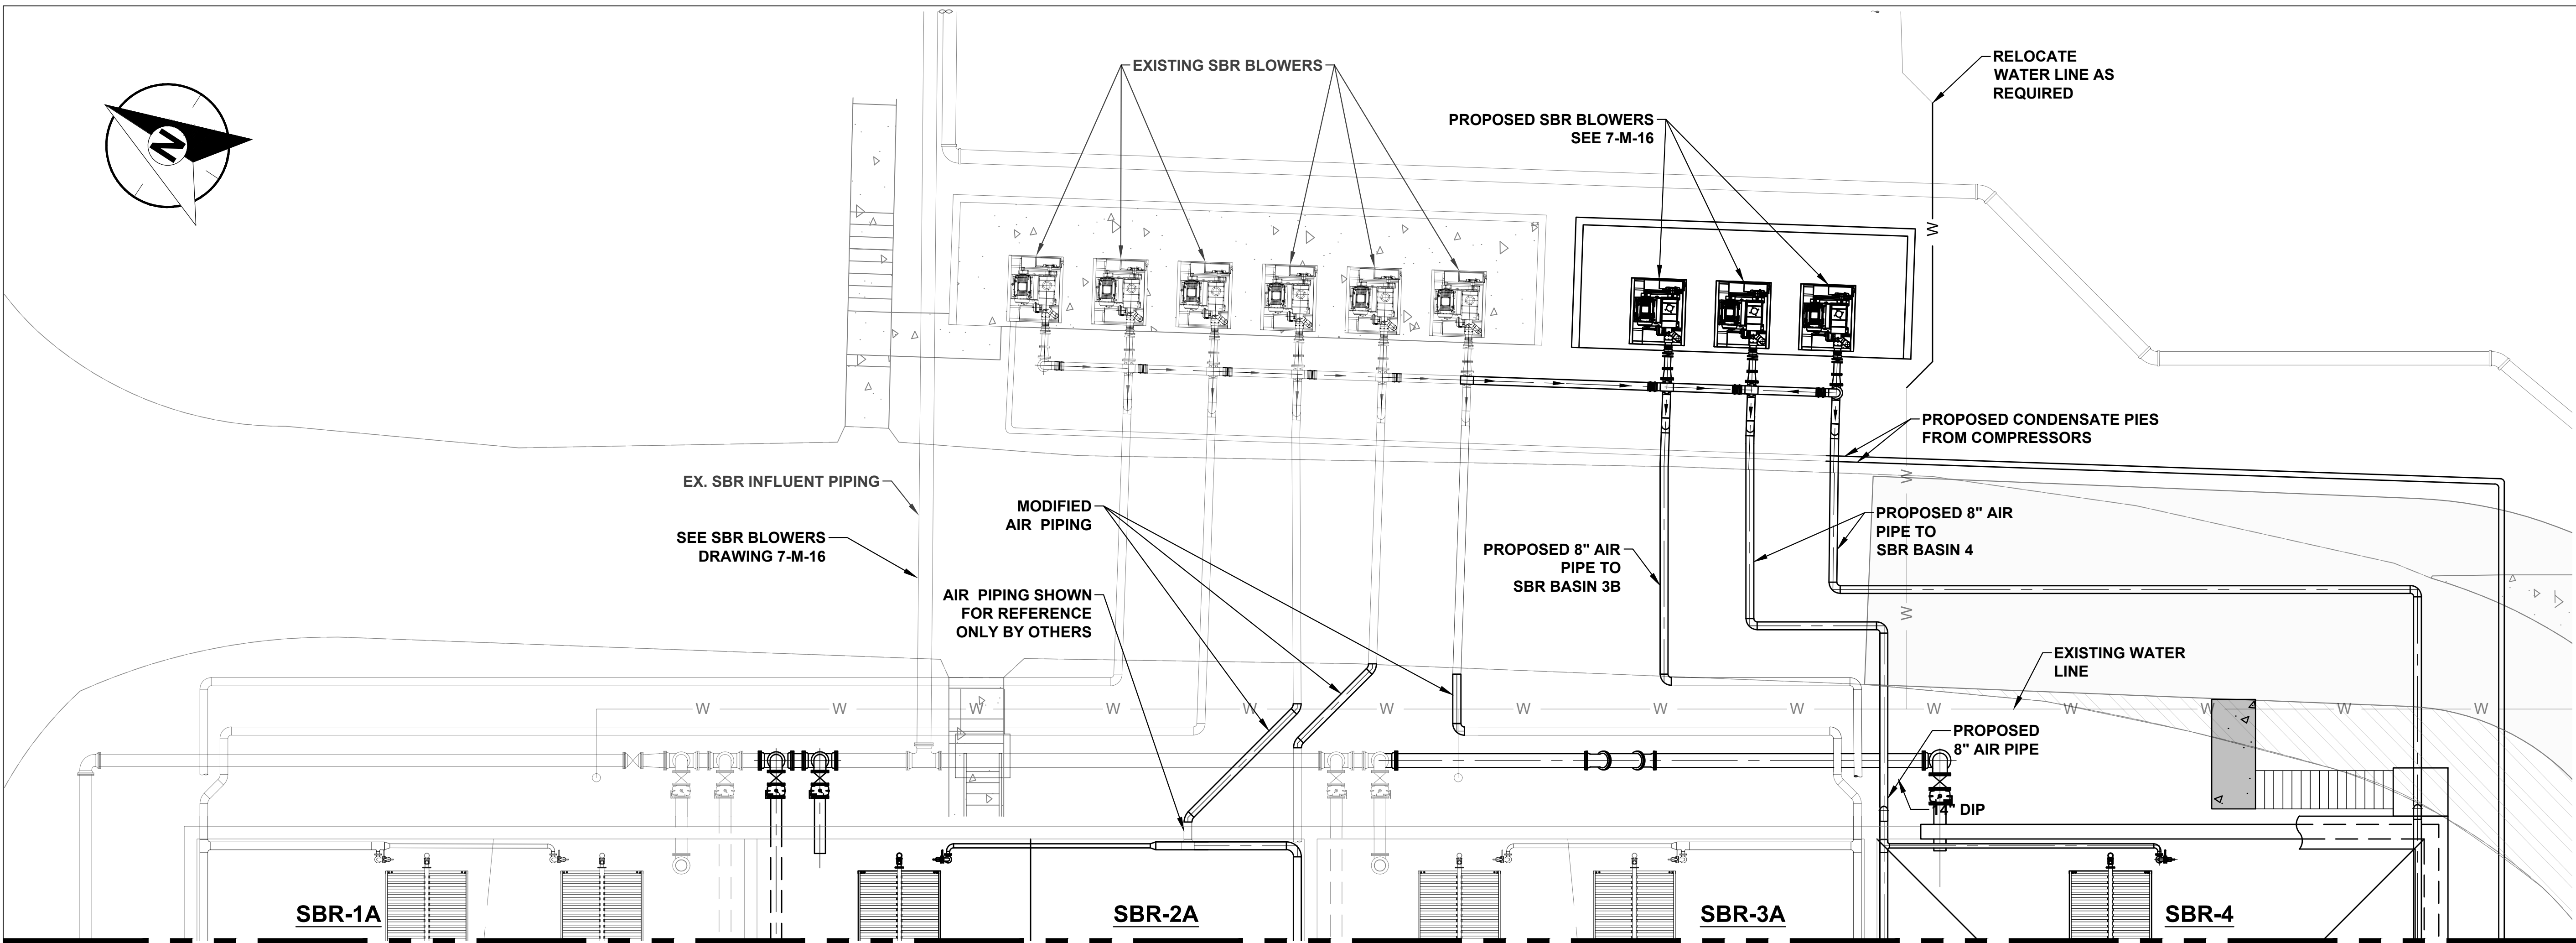 EXISTING SBR BLOWERS
RELOCATE
WATER LINE AS
REQUIRED
PROPOSED SBR BLOWERS
SEE 7-M-16
N
W
PROPOSED CONDENSATE PIES
FROM COMPRESSORS
W
EX. SBR INFLUENT PIPING
MODIFIED
AIR PIPING
SEE SBR BLOWERS
DRAWING 7-M-16
PROPOSED 8" AIR
PIPE TO
SBR BASIN 3B
PROPOSED 8" AIR
PIPE TO
SBR BASIN 4
AIR PIPING SHOWN
FOR REFERENCE
ONLY BY OTHERS
W
EXISTING WATER
LINE
W W W W W W W W W W W W W W
PROPOSED
8" AIR PIPE
14" DIP
SBR-1A
SBR-2A
SBR-3A
SBR-4